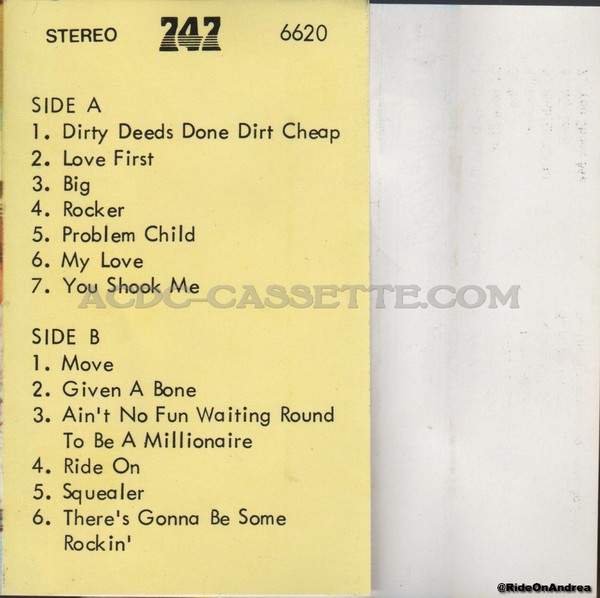 STEREO 747 6620
SIDE A
1. Dirty Deeds Done Dirt Cheap
2. Love First
3. Big
4. Rocker
5. Problem Child
6. My Love
7. You Shook Me
ACDC-CASSETTE.COM
SIDE B
1. Move
2. Given A Bone
3. Ain't No Fun Waiting Round
To Be A Millionaire
4. Ride On
5. Squealer
6. There's Gonna Be Some
Rockin'
@RideOnAndrea